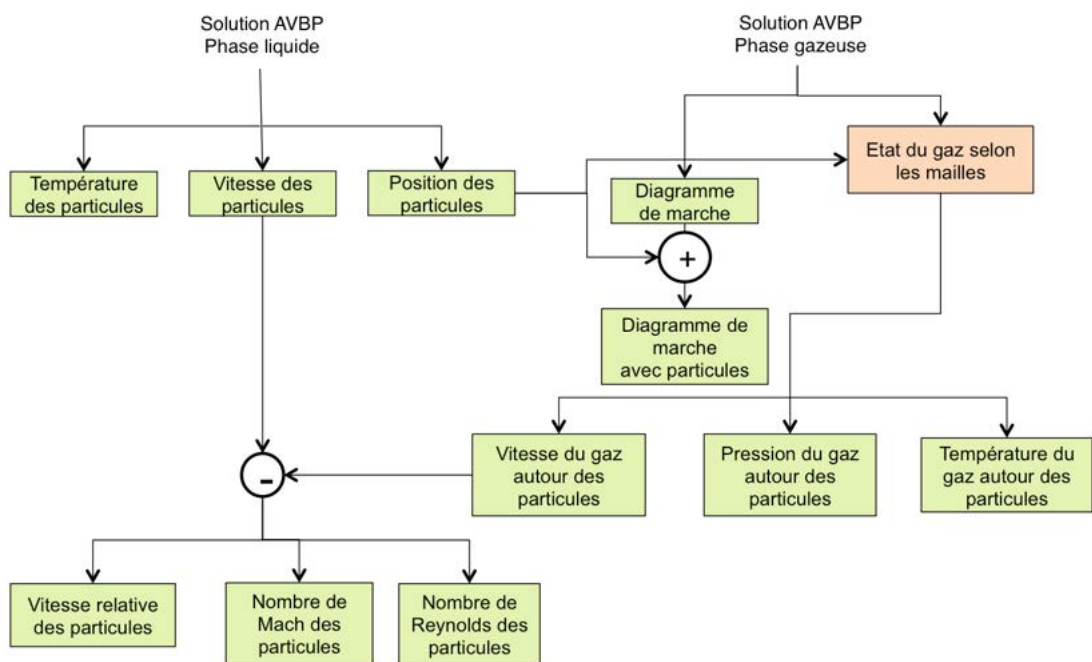 Solution AVBP
Phase liquide
Solution AVBP
Phase gazeuse
Température
des particules
Vitesse des
particules
Position des
particules
Diagramme
de marche
Etat du gaz selon
les mailles
+
Diagramme de
marche
avec particules
-
Vitesse du gaz
autour des
particules
Pression du gaz
autour des
particules
Température du
gaz autour des
particules
Vitesse relative
des particules
Nombre de
Mach des
particules
Nombre de
Reynolds des
particules